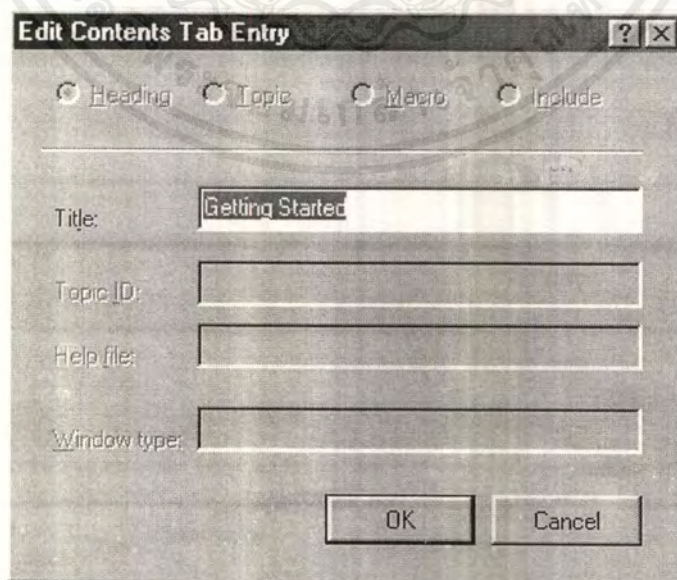 Edit Contents Tab Entry
Heading Topic Macro Include
Title: Getting Started
Topic ID:
Help file:
Window type:
OK Cancel